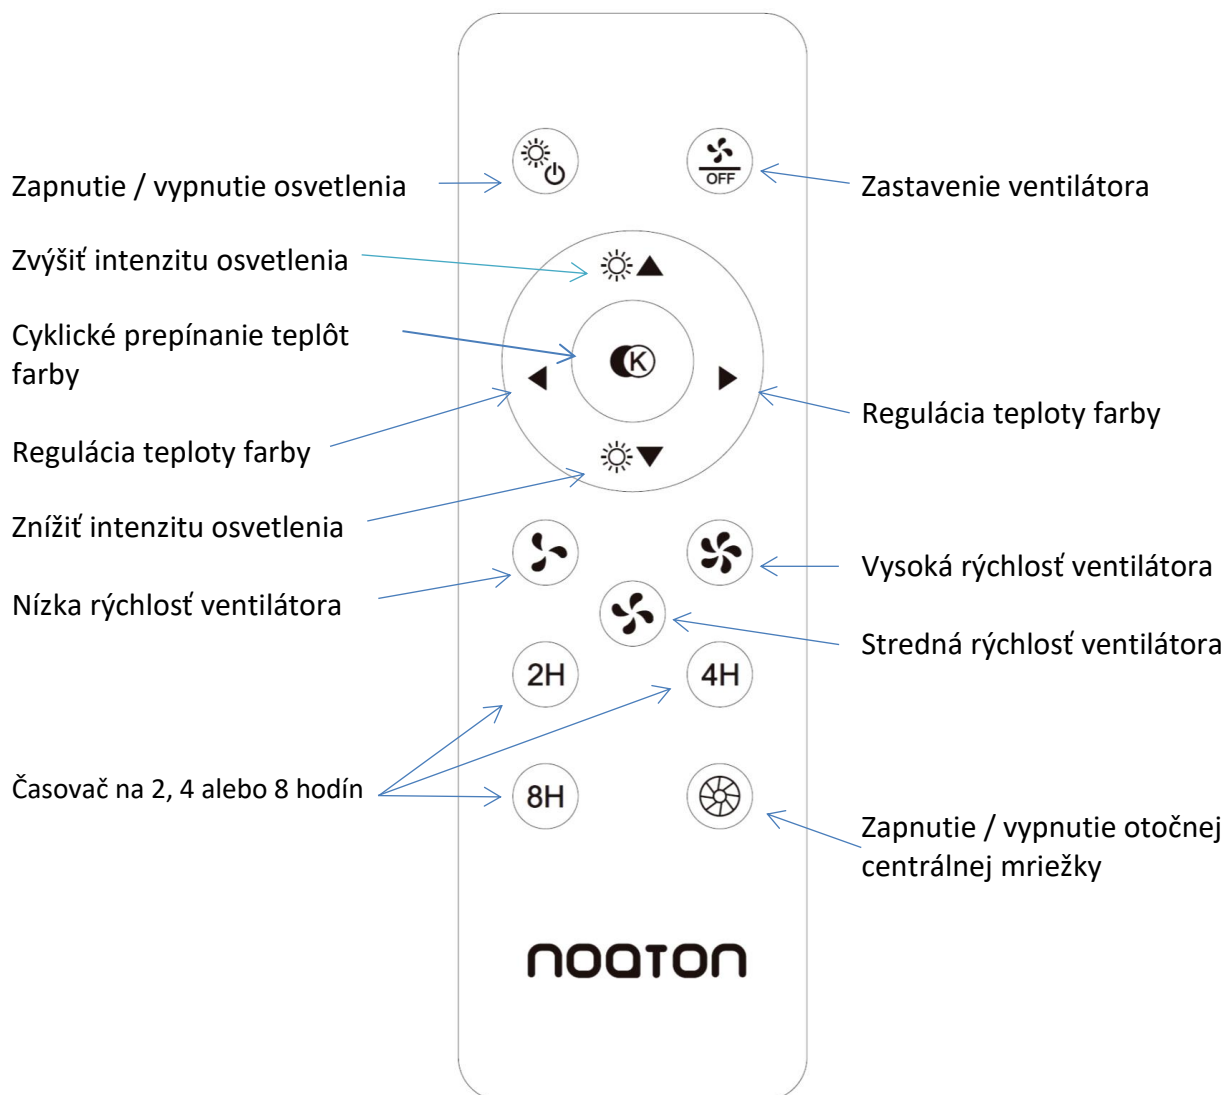 OFF
Zapnutie / vypnutie osvetlenia
Zastavenie ventilátora
Zvýšiť intenzitu osvetlenia
Cyklické prepínanie teplôt
farby
K
Regulácia teploty farby
Regulácia teploty farby
Znížiť intenzitu osvetlenia
Vysoká rýchlosť ventilátora
Nízka rýchlosť ventilátora
Stredná rýchlosť ventilátora
2H
4H
Časovač na 2, 4 alebo 8 hodín
8H
Zapnutie / vypnutie otočnej
centrálnej mriežky
noaton